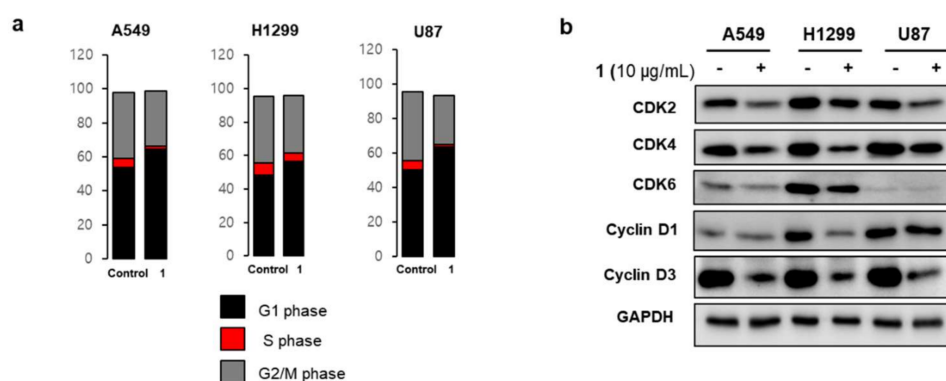 a
A549
H1299
U87
120
100
80
60
40
20
0
Control 1
120
100
80
60
40
20
0
Control 1
120
100
80
60
40
20
0
Control 1
G1 phase
S phase
G2/M phase
b
A549 H1299 U87
1 (10 µg/mL) - + - + - +
CDK2
CDK4
CDK6
Cyclin D1
Cyclin D3
GAPDH